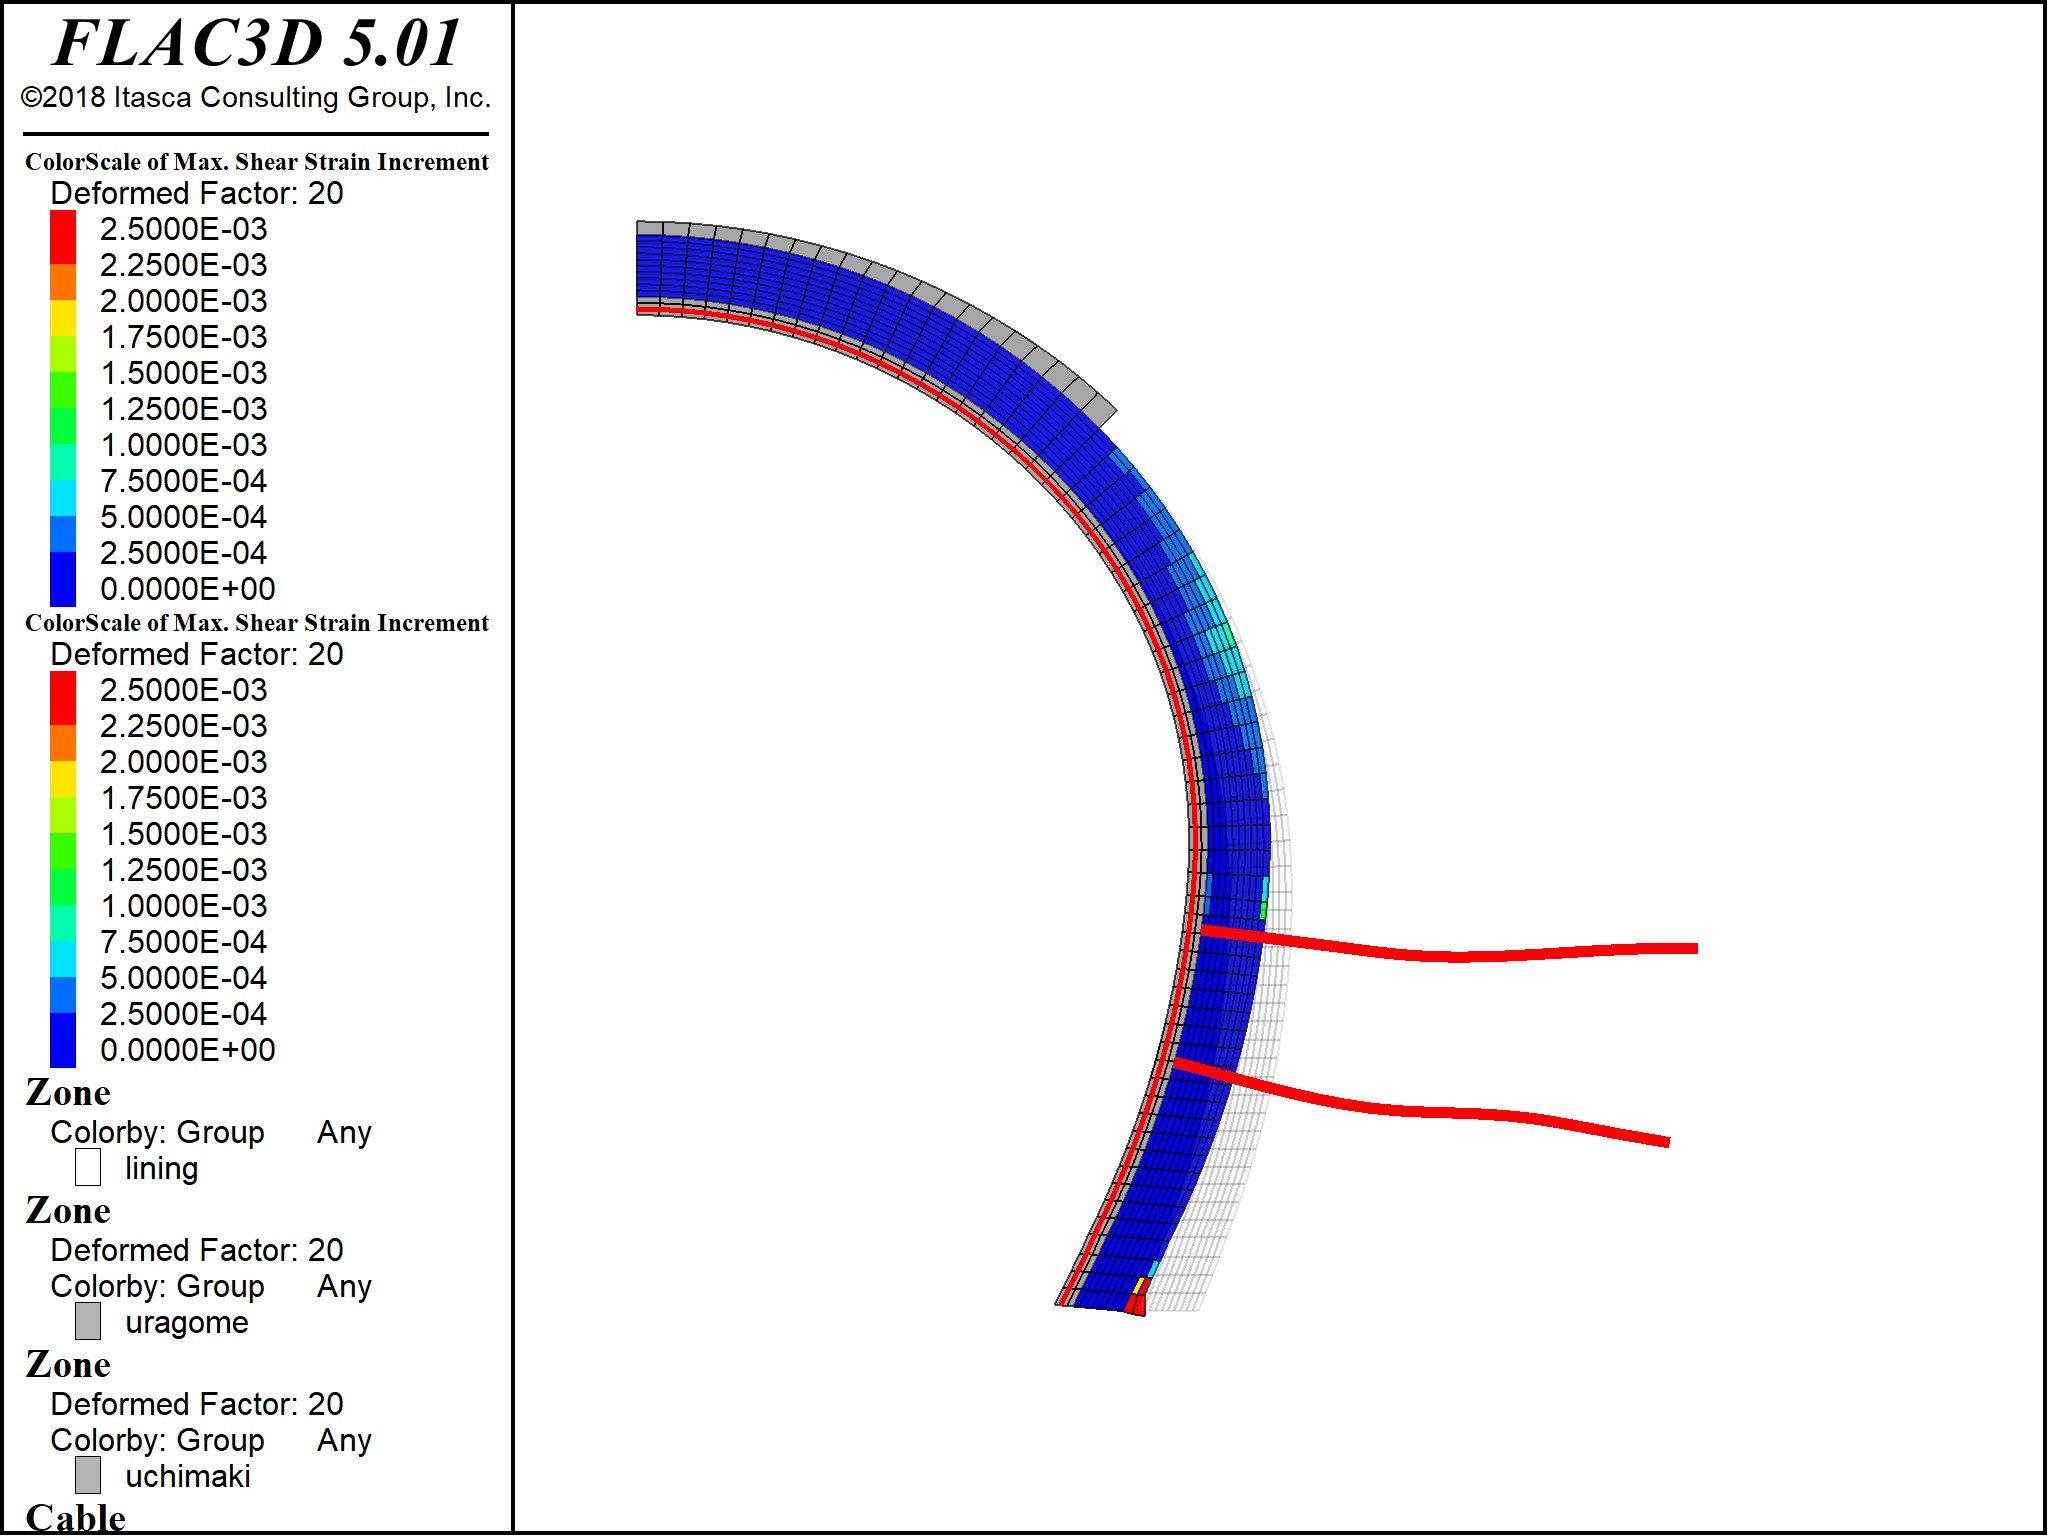 FLAC3D 5.01
©2018 Itasca Consulting Group, Inc.
ColorScale of Max. Shear Strain Increment
Deformed Factor: 20
2.5000E-03
2.2500E-03
2.0000E-03
1.7500E-03
1.5000E-03
1.2500E-03
1.0000E-03
7.5000E-04
5.0000E-04
2.5000E-04
0.0000E+00
ColorScale of Max. Shear Strain Increment
Deformed Factor: 20
2.5000E-03
2.2500E-03
2.0000E-03
1.7500E-03
1.5000E-03
1.2500E-03
1.0000E-03
7.5000E-04
5.0000E-04
2.5000E-04
0.0000E+00
Zone
Colorby: Group Any
lining
Zone
Deformed Factor: 20
Colorby: Group Any
uragome
Zone
Deformed Factor: 20
Colorby: Group Any
uchimaki
Cable